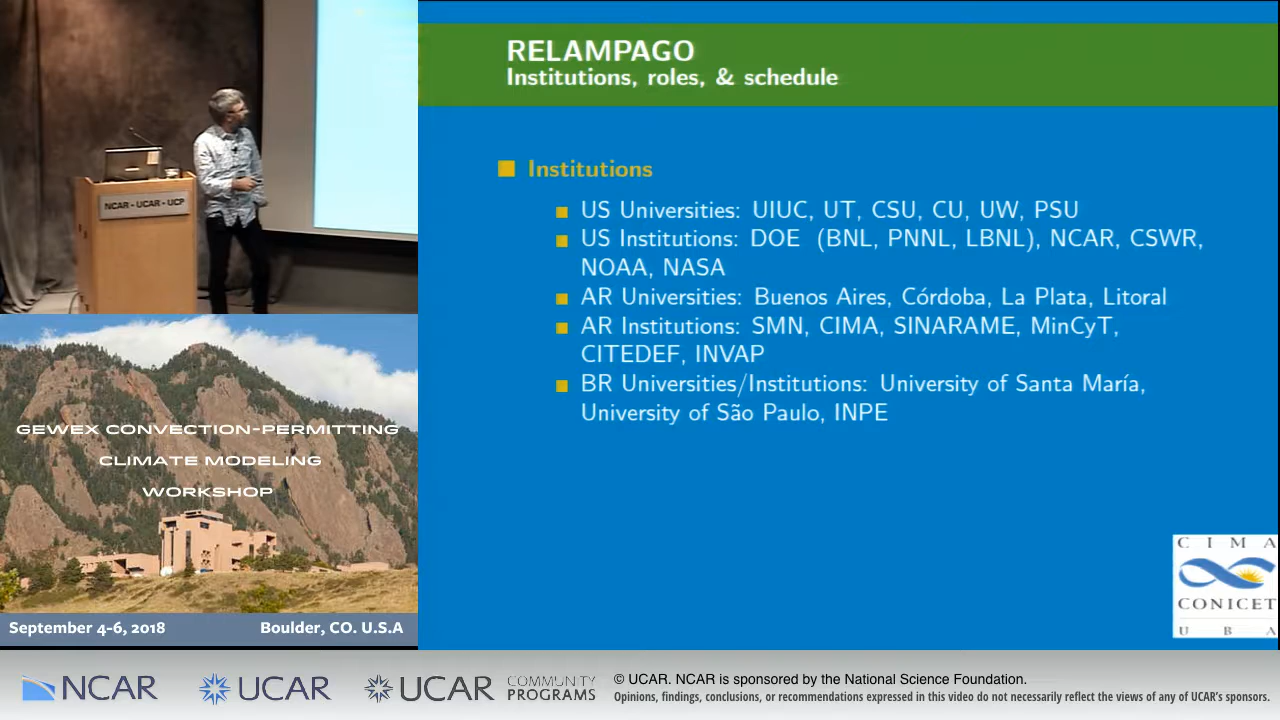 NCAR • UCAR • UCP
GEWEX CONVECTION-PERMITTING
CLIMATE MODELING
WORKSHOP
September 4-6, 2018
Boulder, CO. U.S.A
RELAMPAGO
Institutions, roles, & schedule
Institutions
US Universities: UIUC, UT, CSU, CU, UW, PSU
US Institutions: DOE (BNL, PNNL, LBNL), NCAR, CSWR,
NOAA, NASA
AR Universities: Buenos Aires, Córdoba, La Plata, Litoral
AR Institutions: SMN, CIMA, SINARAME, MinCyT,
CITEDEF, INVAP
BR Universities/Institutions: University of Santa María,
University of São Paulo, INPE
CIMA
CONICET
UBA
NCAR
UCAR
UCAR
COMMUNITY
PROGRAMS
© UCAR. NCAR is sponsored by the National Science Foundation.
Opinions, findings, conclusions, or recommendations expressed in this video do not necessarily reflect the views of any of UCAR's sponsors.